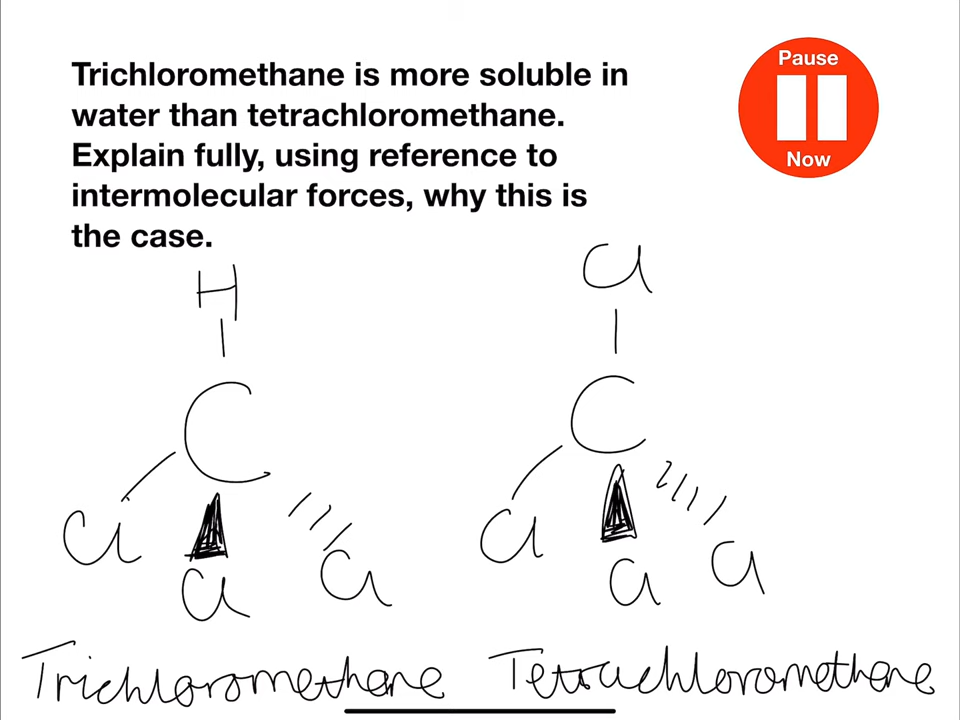 Trichloromethane is more soluble in
water than tetrachloromethane.
Explain fully, using reference to
intermolecular forces, why this is
the case.
Pause
Now
H
C
Cl
Cl
Cl
Cl
C
Cl
Cl
Cl
Trichloromethane
Tetrachloromethane